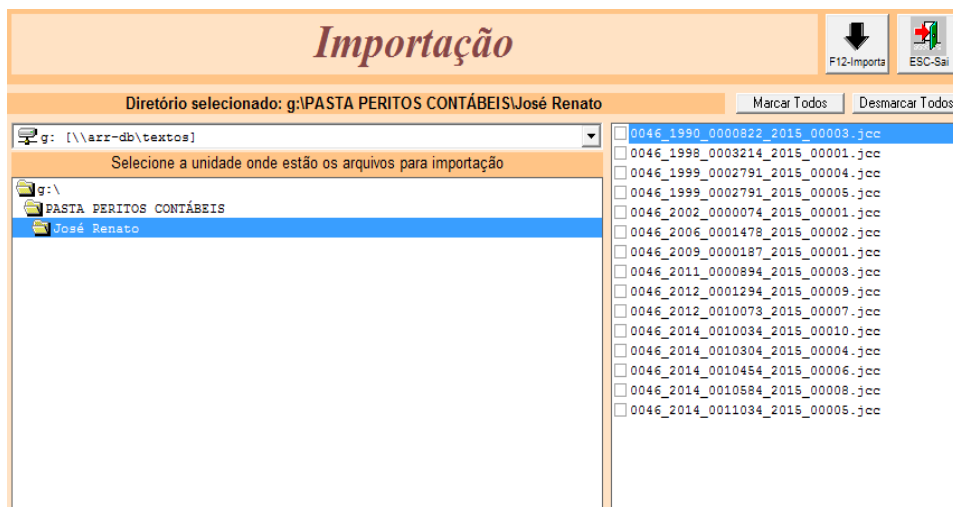 Importação
F12-Importa
ESC-Sai
Diretório selecionado: g:\PASTA PERITOS CONTÁBEIS\José Renato
Marcar Todos
Desmarcar Todos
g: [\\arr-db\textos]
Selecione a unidade onde estão os arquivos para importação
g:\
PASTA PERITOS CONTÁBEIS
José Renato
0046_1990_0000822_2015_00003.jcc
0046_1998_0003214_2015_00001.jcc
0046_1999_0002791_2015_00004.jcc
0046_1999_0002791_2015_00005.jcc
0046_2002_0000074_2015_00001.jcc
0046_2006_0001478_2015_00002.jcc
0046_2009_0000187_2015_00001.jcc
0046_2011_0000894_2015_00003.jcc
0046_2012_0001294_2015_00009.jcc
0046_2012_0010073_2015_00007.jcc
0046_2014_0010034_2015_00010.jcc
0046_2014_0010304_2015_00004.jcc
0046_2014_0010454_2015_00006.jcc
0046_2014_0010584_2015_00008.jcc
0046_2014_0011034_2015_00005.jcc